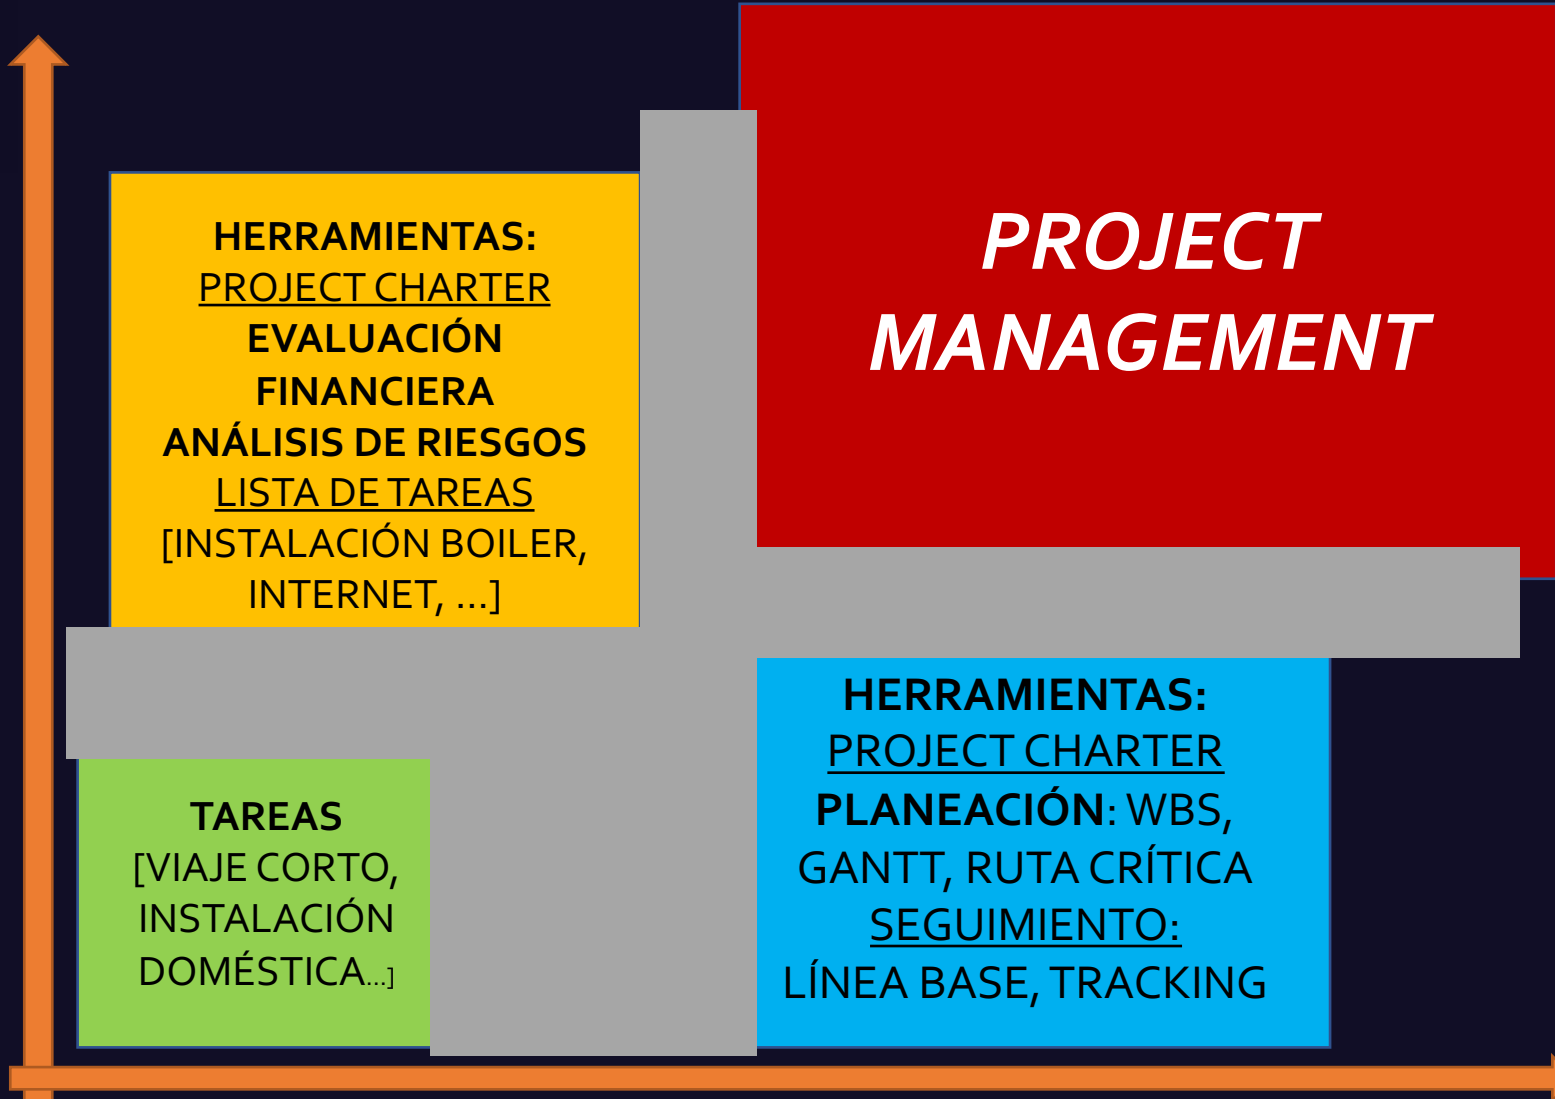 PROJECT
MANAGEMENT
HERRAMIENTAS:
PROJECT CHARTER
EVALUACIÓN
FINANCIERA
ANÁLISIS DE RIESGOS
LISTA DE TAREAS
[INSTALACIÓN BOILER,
INTERNET, ...]
HERRAMIENTAS:
PROJECT CHARTER
PLANEACIÓN: WBS,
GANTT, RUTA CRÍTICA
SEGUIMIENTO:
LÍNEA BASE, TRACKING
TAREAS
[VIAJE CORTO,
INSTALACIÓN
DOMÉSTICA...]